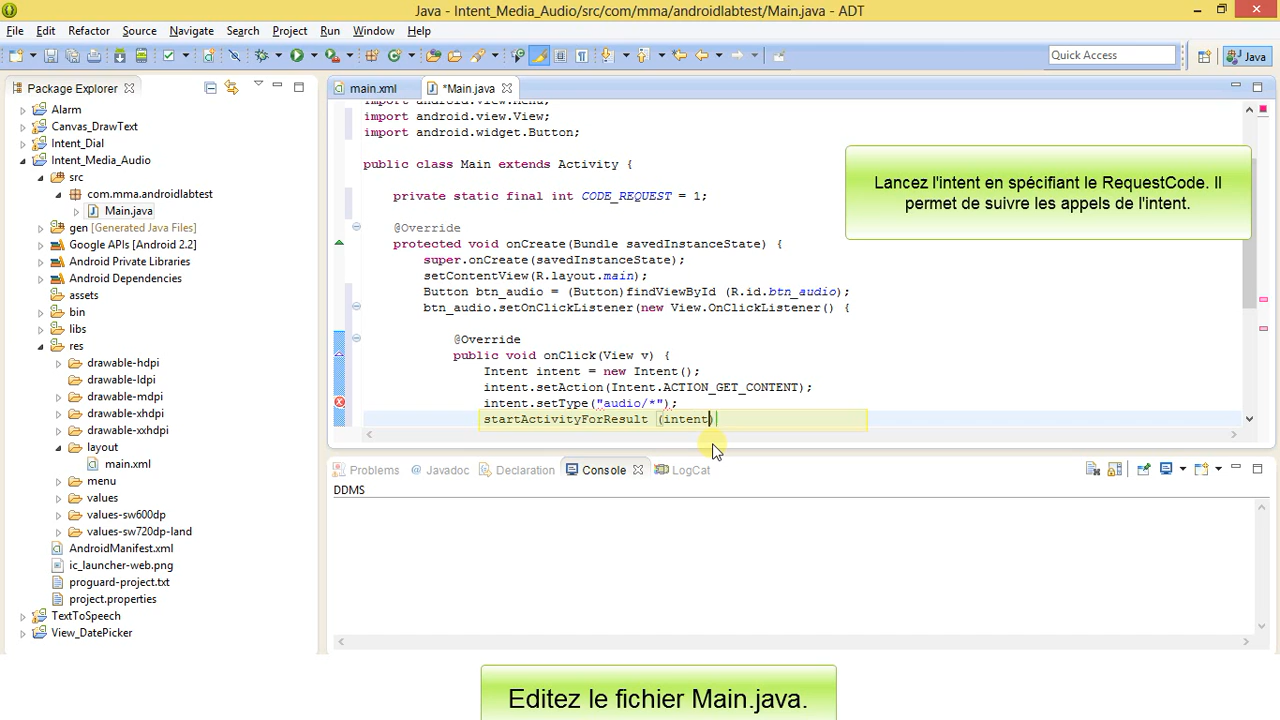 Java - Intent_Media_Audio/src/com/mma/androidlabtest/Main.java - ADT
File Edit Refactor Source Navigate Search Project Run Window Help
Quick Access
Java
Package Explorer
Alarm
Canvas_DrawText
Intent_Dial
Intent_Media_Audio
src
com.mma.androidlabtest
Main.java
gen [Generated Java Files]
Google APIs [Android 2.2]
Android Private Libraries
Android Dependencies
assets
bin
libs
res
drawable-hdpi
drawable-ldpi
drawable-mdpi
drawable-xhdpi
drawable-xxhdpi
layout
main.xml
menu
values
values-sw600dp
values-sw720dp-land
AndroidManifest.xml
ic_launcher-web.png
proguard-project.txt
project.properties
TextToSpeech
View_DatePicker
main.xml
*Main.java
import android.view.Menu;
import android.view.View;
import android.widget.Button;
public class Main extends Activity {
private static final int CODE_REQUEST = 1;
@Override
protected void onCreate(Bundle savedInstanceState) {
super.onCreate(savedInstanceState);
setContentView(R.layout.main);
Button btn_audio = (Button)findViewById (R.id.btn_audio);
btn_audio.setOnClickListener(new View.OnClickListener() {
@Override
public void onClick(View v) {
Intent intent = new Intent();
intent.setAction(Intent.ACTION_GET_CONTENT);
intent.setType("audio/*");
startActivityForResult (intent)
Lancez l'intent en spécifiant le RequestCode. Il
permet de suivre les appels de l'intent.
Problems @ Javadoc Declaration Console LogCat
DDMS
Editez le fichier Main.java.